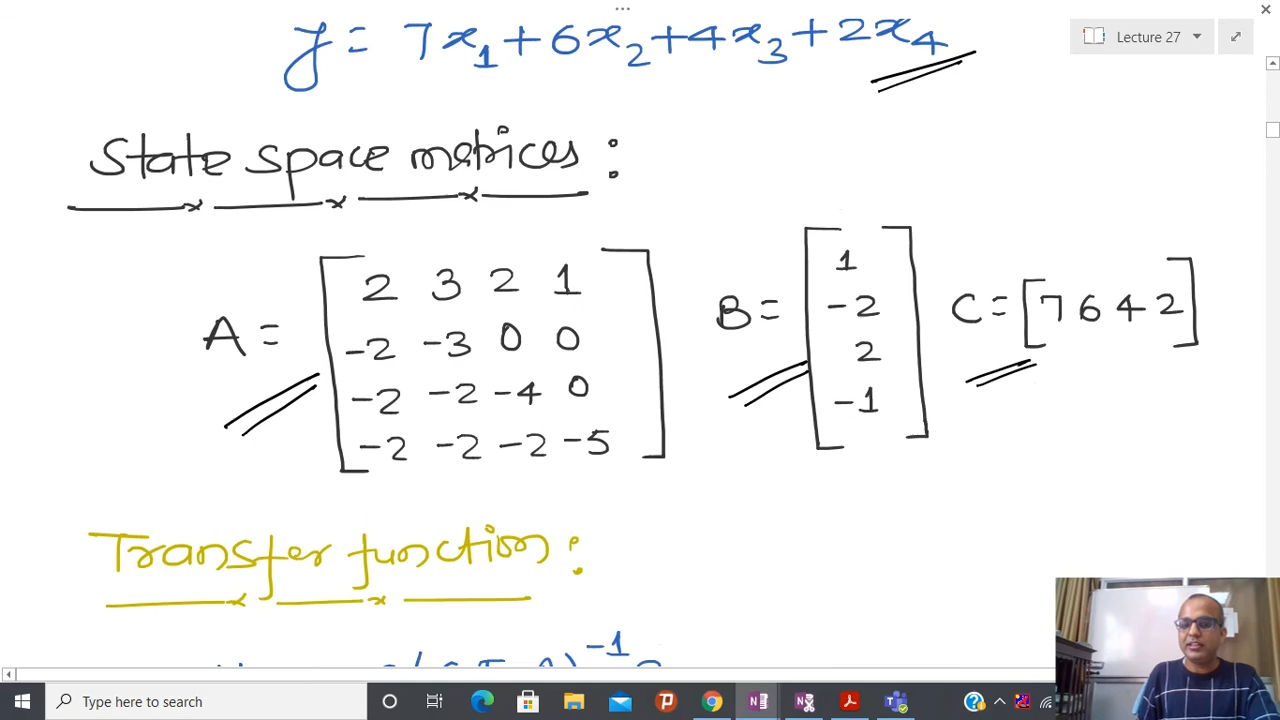 y = 7x₁+6x₂+4x₃+2x₄
Lecture 27
State space metrices :
A = [ 2 3 2 1
-2 -3 0 0
-2 -2 -4 0
-2 -2 -2 -5 ]
B = [ 1
-2
2
-1 ]
C = [7 6 4 2]
Transfer function :
Type here to search